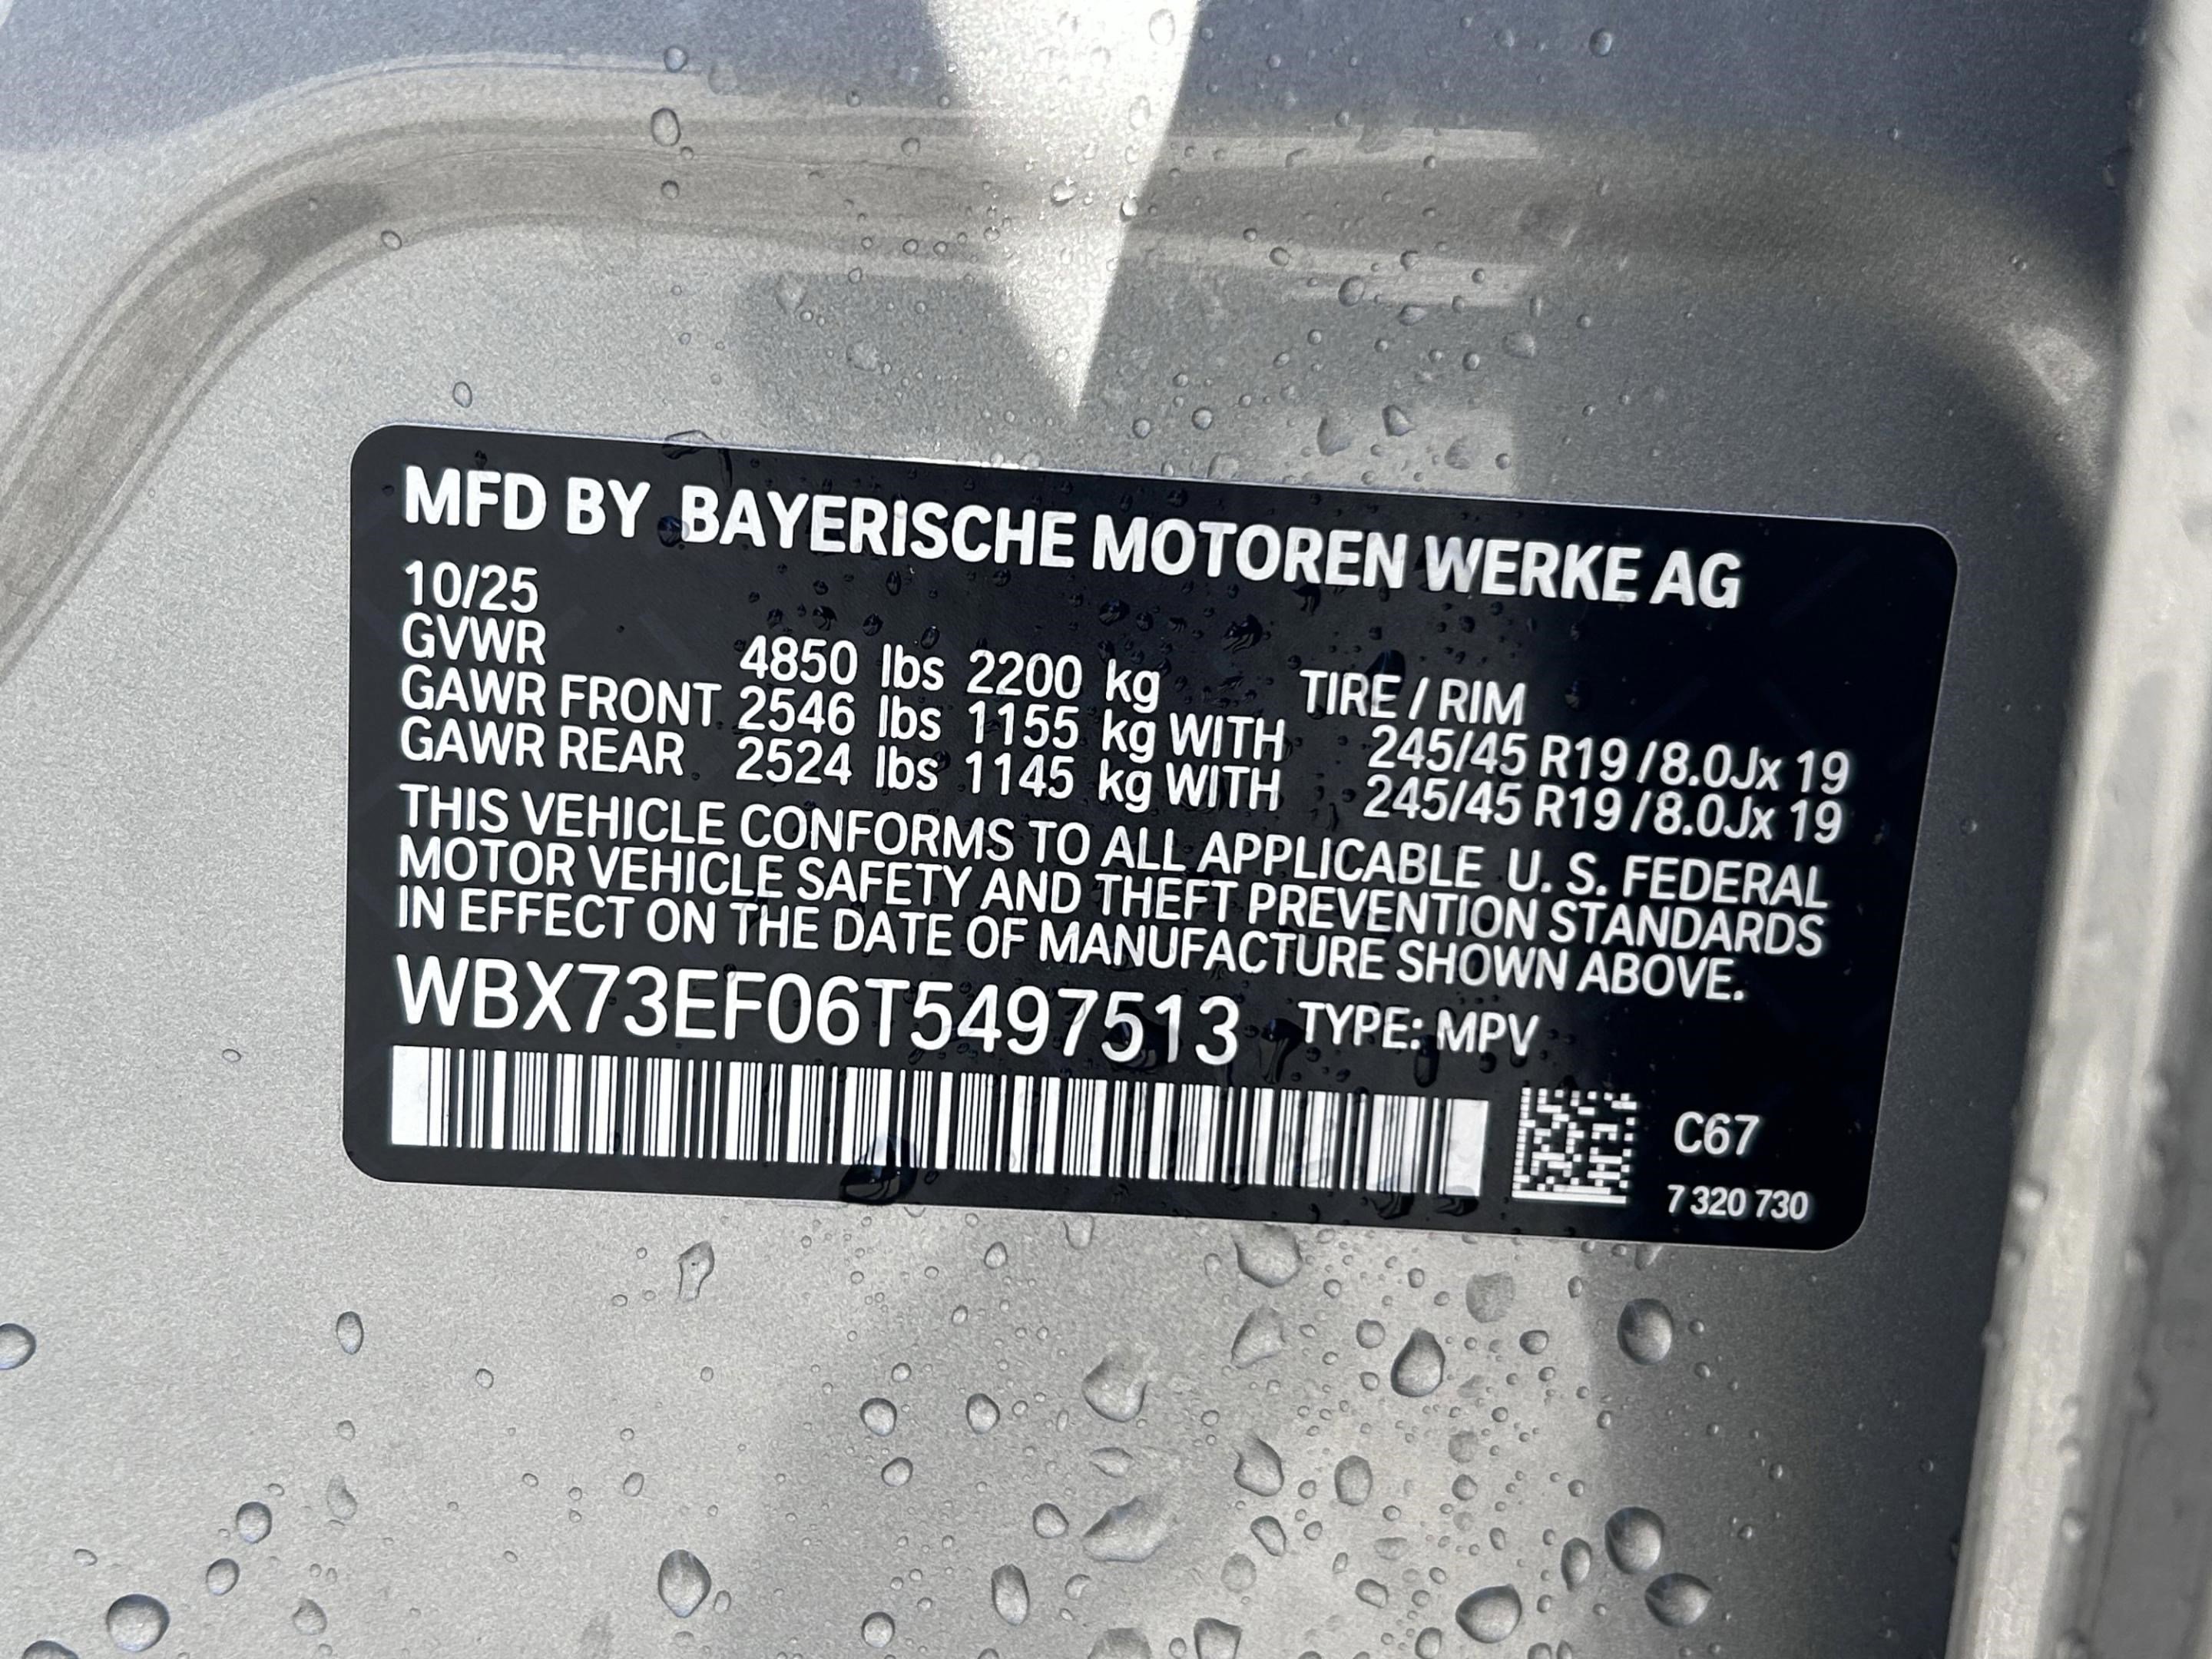 MFD BY BAYERISCHE MOTOREN WERKE AG
10/25
GVWR 4850 lbs 2200 kg TIRE / RIM
GAWR FRONT 2546 lbs 1155 kg WITH 245/45 R19 / 8.0Jx 19
GAWR REAR 2524 lbs 1145 kg WITH 245/45 R19 / 8.0Jx 19
THIS VEHICLE CONFORMS TO ALL APPLICABLE U. S. FEDERAL
MOTOR VEHICLE SAFETY AND THEFT PREVENTION STANDARDS
IN EFFECT ON THE DATE OF MANUFACTURE SHOWN ABOVE.
WBX73EF06T5497513 TYPE: MPV
C67
7 320 730